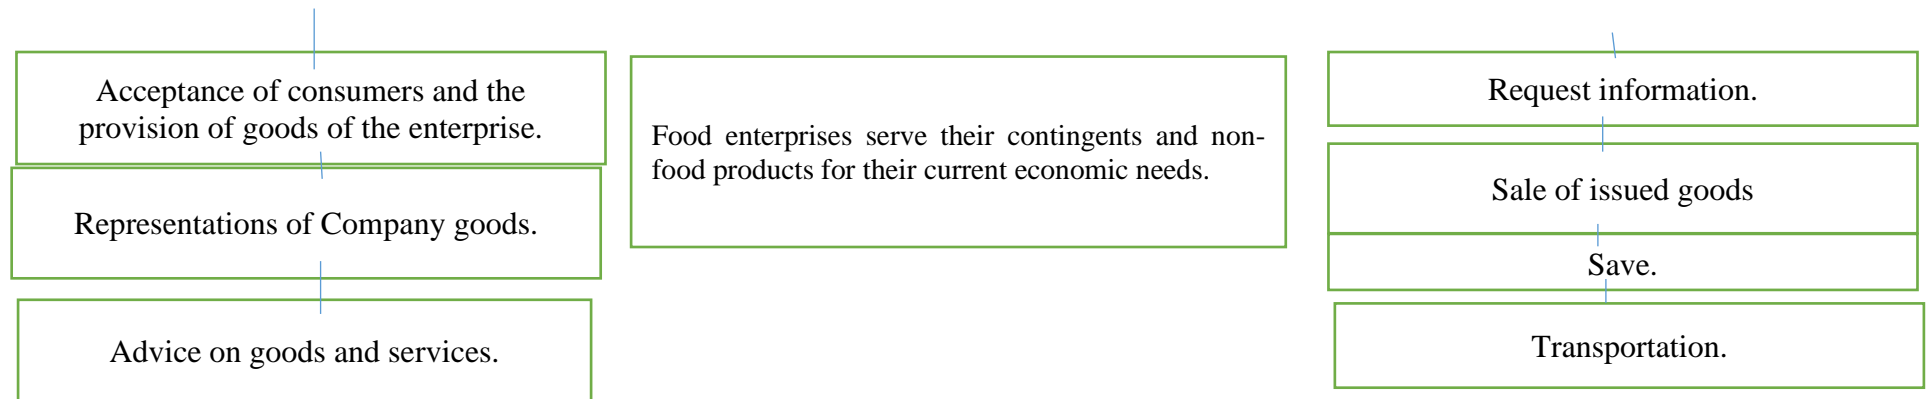 Acceptance of consumers and the
provision of goods of the enterprise.
Representations of Company goods.
Advice on goods and services.
Food enterprises serve their contingents and non-
food products for their current economic needs.
Request information.
Sale of issued goods
Save.
Transportation.